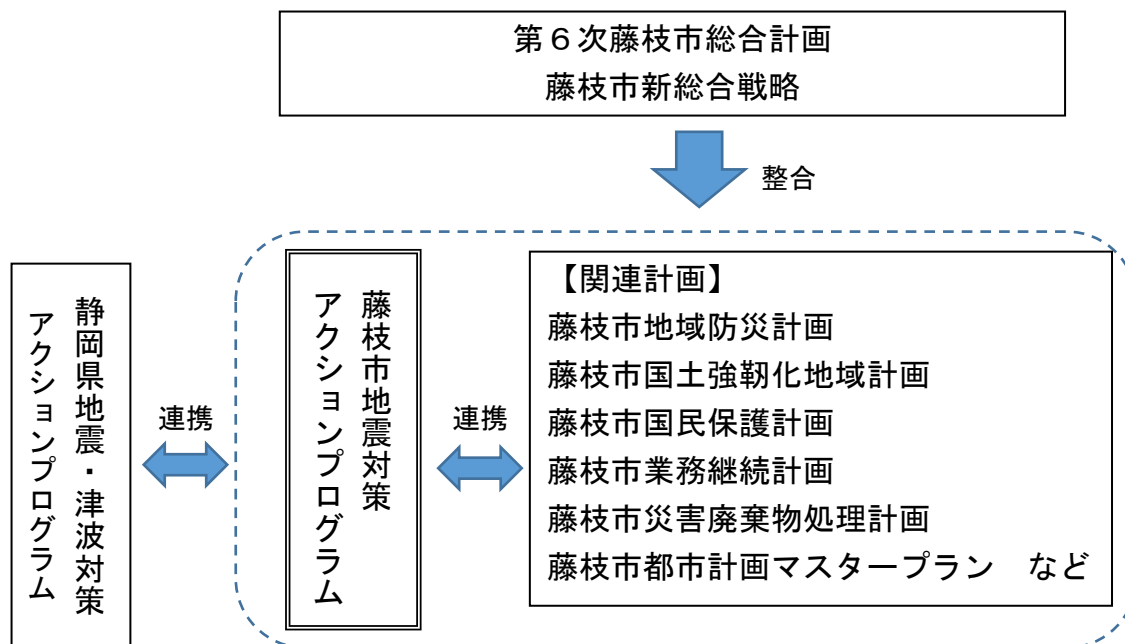 第６次藤枝市総合計画
藤枝市新総合戦略
整合
静岡県地震・津波対策
アクションプログラム
連携
藤枝市地震対策
アクションプログラム
連携
【関連計画】
藤枝市地域防災計画
藤枝市国土強靭化地域計画
藤枝市国民保護計画
藤枝市業務継続計画
藤枝市災害廃棄物処理計画
藤枝市都市計画マスタープラン　など